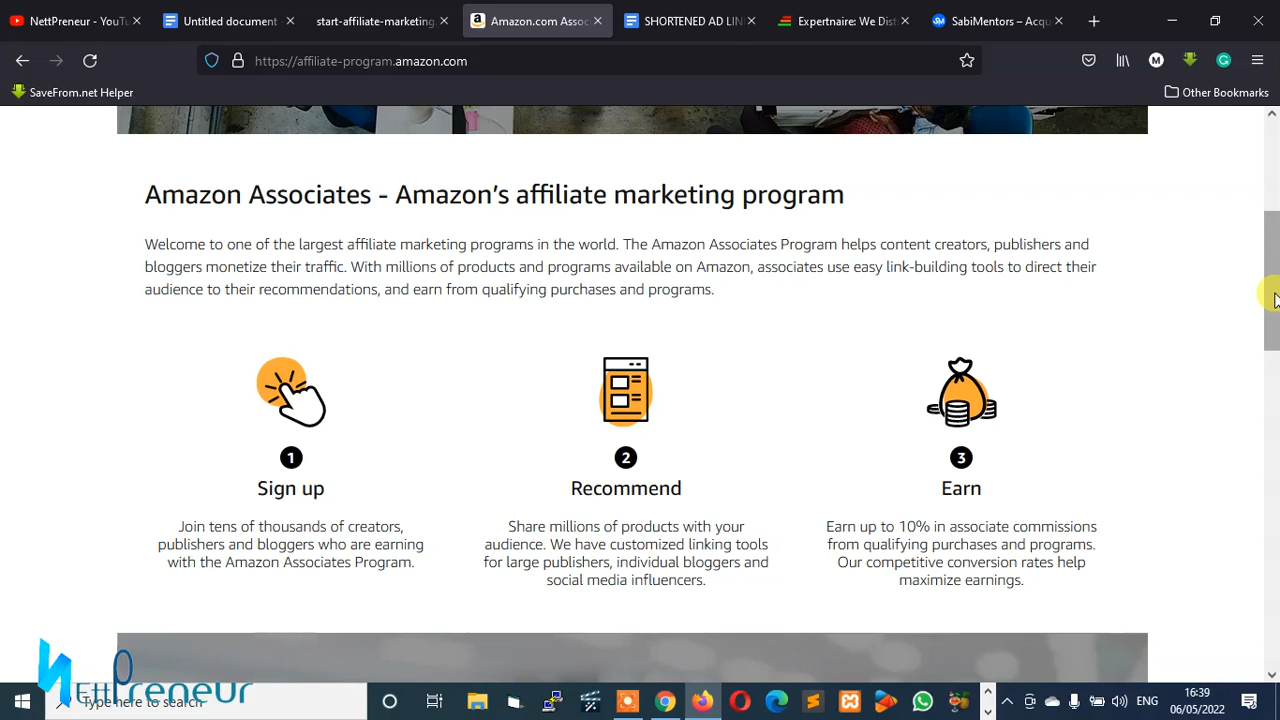 NettPreneur - YouTu
Untitled document
start-affiliate-marketing.
Amazon.com Assoc
SHORTENED AD LIN
Expertnaire: We Dist
SabiMentors – Acqu
https://affiliate-program.amazon.com
SaveFrom.net Helper
Other Bookmarks
Amazon Associates - Amazon's affiliate marketing program
Welcome to one of the largest affiliate marketing programs in the world. The Amazon Associates Program helps content creators, publishers and
bloggers monetize their traffic. With millions of products and programs available on Amazon, associates use easy link-building tools to direct their
audience to their recommendations, and earn from qualifying purchases and programs.
1
Sign up
Join tens of thousands of creators,
publishers and bloggers who are earning
with the Amazon Associates Program.
2
Recommend
Share millions of products with your
audience. We have customized linking tools
for large publishers, individual bloggers and
social media influencers.
3
Earn
Earn up to 10% in associate commissions
from qualifying purchases and programs.
Our competitive conversion rates help
maximize earnings.
NettPreneur
Type here to search
ENG
16:39
06/05/2022